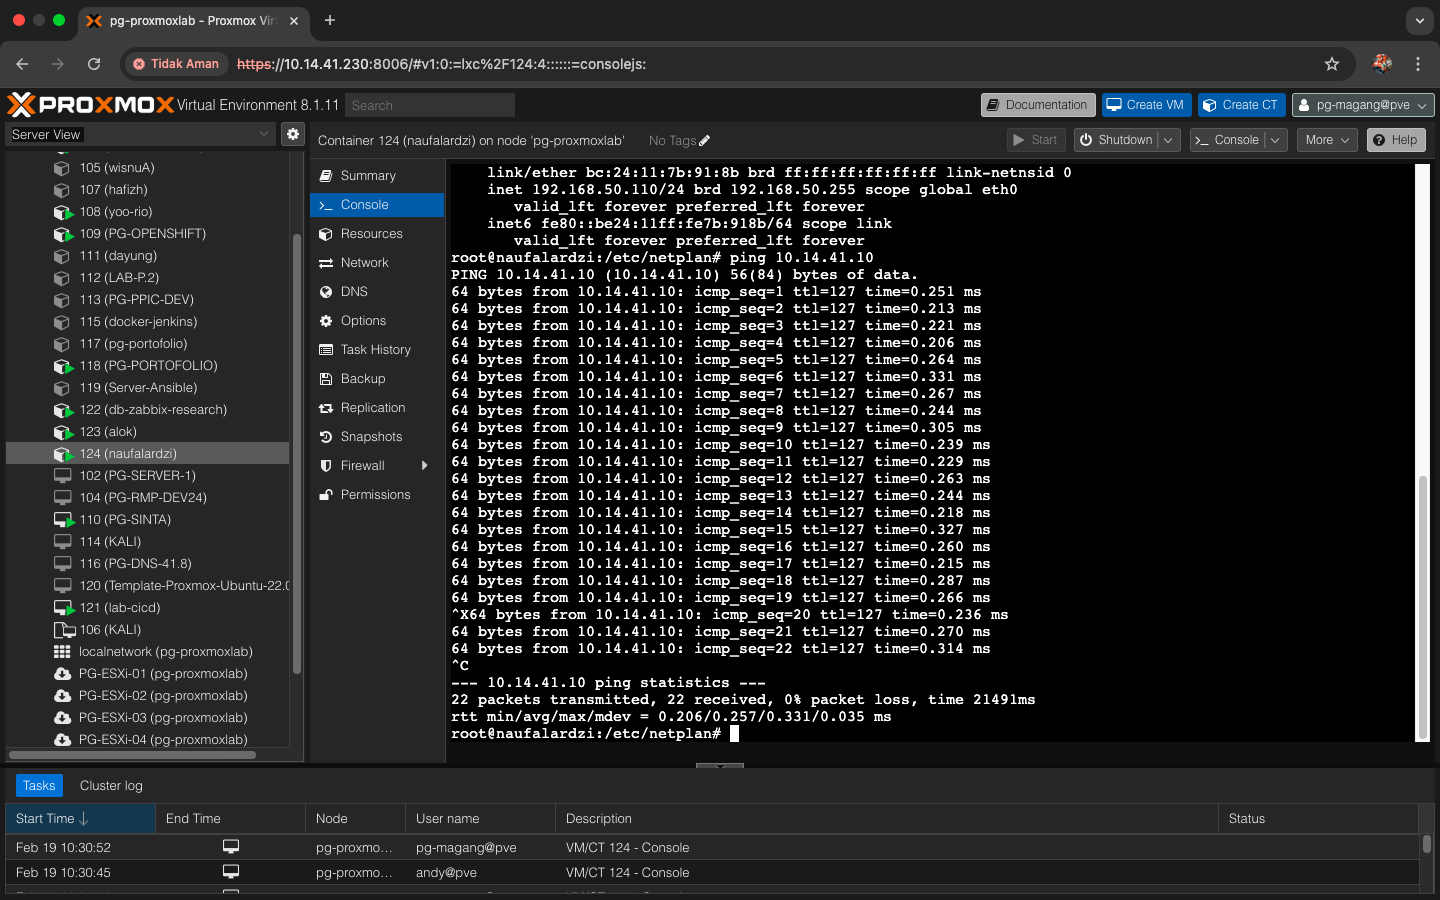 pg-proxmoxlab - Proxmox Vir
Tidak Aman
https://10.14.41.230:8006/#v1:0:=lxc%2F124:4::::::=consolejs:
PROXMOX Virtual Environment 8.1.11
Search
Documentation
Create VM
Create CT
pg-magang@pve
Server View
Container 124 (naufalardzi) on node 'pg-proxmoxlab'
No Tags
Start
Shutdown
Console
More
Help
105 (wisnuA)
107 (hafizh)
108 (yoo-rio)
109 (PG-OPENSHIFT)
111 (dayung)
112 (LAB-P.2)
113 (PG-PPIC-DEV)
115 (docker-jenkins)
117 (pg-portofolio)
118 (PG-PORTOFOLIO)
119 (Server-Ansible)
122 (db-zabbix-research)
123 (alok)
124 (naufalardzi)
102 (PG-SERVER-1)
104 (PG-RMP-DEV24)
110 (PG-SINTA)
114 (KALI)
116 (PG-DNS-41.8)
120 (Template-Proxmox-Ubuntu-22.0
121 (lab-cicd)
106 (KALI)
localnetwork (pg-proxmoxlab)
PG-ESXi-01 (pg-proxmoxlab)
PG-ESXi-02 (pg-proxmoxlab)
PG-ESXi-03 (pg-proxmoxlab)
PG-ESXi-04 (pg-proxmoxlab)
Summary
Console
Resources
Network
DNS
Options
Task History
Backup
Replication
Snapshots
Firewall
Permissions
link/ether bc:24:11:7b:91:8b brd ff:ff:ff:ff:ff:ff link-netnsid 0
inet 192.168.50.110/24 brd 192.168.50.255 scope global eth0
valid_lft forever preferred_lft forever
inet6 fe80::be24:11ff:fe7b:918b/64 scope link
valid_lft forever preferred_lft forever
root@naufalardzi:/etc/netplan# ping 10.14.41.10
PING 10.14.41.10 (10.14.41.10) 56(84) bytes of data.
64 bytes from 10.14.41.10: icmp_seq=1 ttl=127 time=0.251 ms
64 bytes from 10.14.41.10: icmp_seq=2 ttl=127 time=0.213 ms
64 bytes from 10.14.41.10: icmp_seq=3 ttl=127 time=0.221 ms
64 bytes from 10.14.41.10: icmp_seq=4 ttl=127 time=0.206 ms
64 bytes from 10.14.41.10: icmp_seq=5 ttl=127 time=0.264 ms
64 bytes from 10.14.41.10: icmp_seq=6 ttl=127 time=0.331 ms
64 bytes from 10.14.41.10: icmp_seq=7 ttl=127 time=0.267 ms
64 bytes from 10.14.41.10: icmp_seq=8 ttl=127 time=0.244 ms
64 bytes from 10.14.41.10: icmp_seq=9 ttl=127 time=0.305 ms
64 bytes from 10.14.41.10: icmp_seq=10 ttl=127 time=0.239 ms
64 bytes from 10.14.41.10: icmp_seq=11 ttl=127 time=0.229 ms
64 bytes from 10.14.41.10: icmp_seq=12 ttl=127 time=0.263 ms
64 bytes from 10.14.41.10: icmp_seq=13 ttl=127 time=0.244 ms
64 bytes from 10.14.41.10: icmp_seq=14 ttl=127 time=0.218 ms
64 bytes from 10.14.41.10: icmp_seq=15 ttl=127 time=0.327 ms
64 bytes from 10.14.41.10: icmp_seq=16 ttl=127 time=0.260 ms
64 bytes from 10.14.41.10: icmp_seq=17 ttl=127 time=0.215 ms
64 bytes from 10.14.41.10: icmp_seq=18 ttl=127 time=0.287 ms
64 bytes from 10.14.41.10: icmp_seq=19 ttl=127 time=0.266 ms
^X64 bytes from 10.14.41.10: icmp_seq=20 ttl=127 time=0.236 ms
64 bytes from 10.14.41.10: icmp_seq=21 ttl=127 time=0.270 ms
64 bytes from 10.14.41.10: icmp_seq=22 ttl=127 time=0.314 ms
^C
--- 10.14.41.10 ping statistics ---
22 packets transmitted, 22 received, 0% packet loss, time 21491ms
rtt min/avg/max/mdev = 0.206/0.257/0.331/0.035 ms
root@naufalardzi:/etc/netplan#
Tasks
Cluster log
Start Time
End Time
Node
User name
Description
Status
Feb 19 10:30:52 pg-proxmo... pg-magang@pve VM/CT 124 - Console
Feb 19 10:30:45 pg-proxmo... andy@pve VM/CT 124 - Console